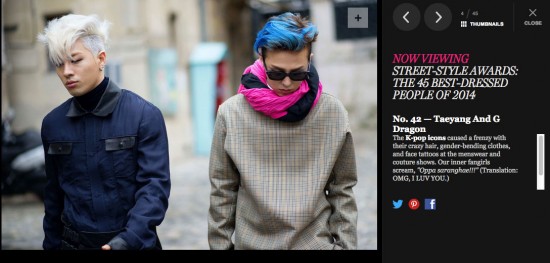 4 / 45
THUMBNAILS
CLOSE
NOW VIEWING
STREET-STYLE AWARDS:
THE 45 BEST-DRESSED
PEOPLE OF 2014
No. 42 — Taeyang And G
Dragon
The K-pop icons caused a frenzy with
their crazy hair, gender-bending clothes,
and face tattoos at the menswear and
couture shows. Our inner fangirls
scream, "Oppa saranghae!!!" (Translation:
OMG, I LUV YOU.)